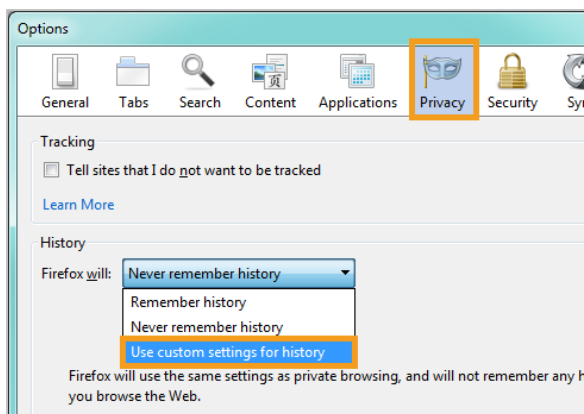 Options
General Tabs Search Content Applications Privacy Security
页
Tracking
Tell sites that I do not want to be tracked
Learn More
History
Firefox will: Never remember history
Remember history
Never remember history
Use custom settings for history
Firefox will use the same settings as private browsing, and will not remember any
you browse the Web.